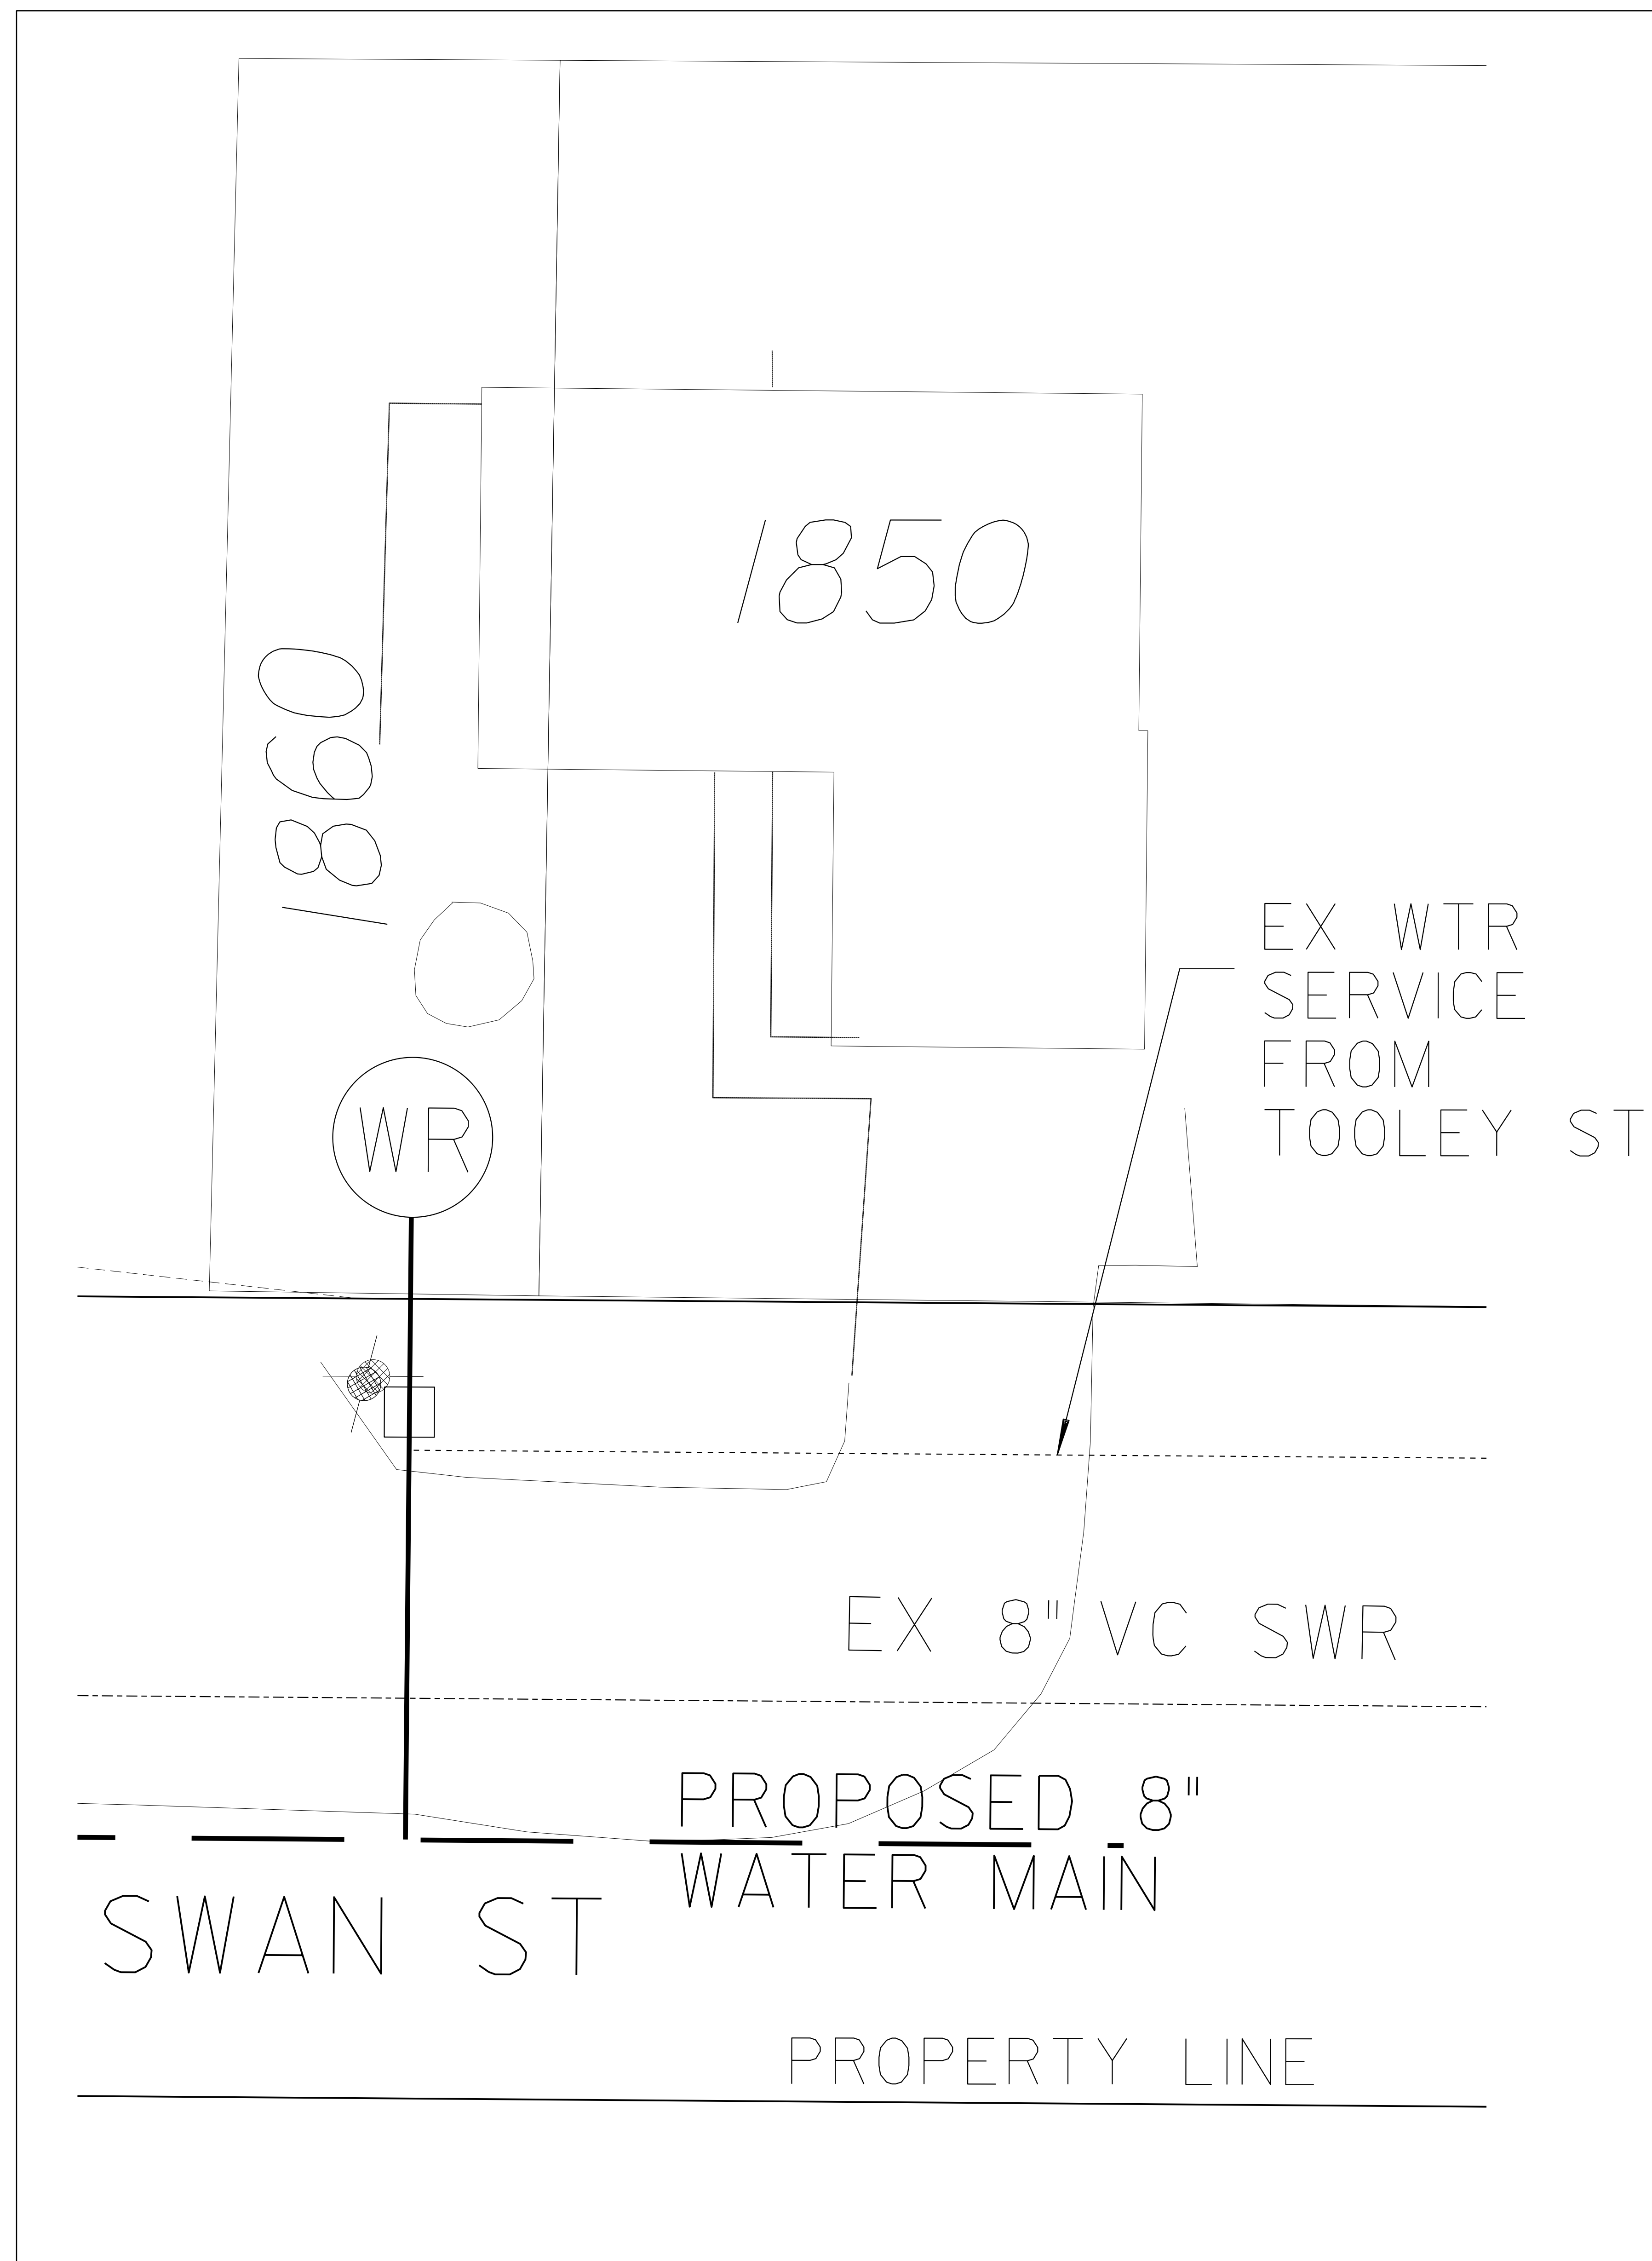 1850
1860
EX WTR
SERVICE
FROM
TOOLEY ST
WR
EX 8" VC SWR
PROPOSED 8"
WATER MAIN
SWAN ST
PROPERTY LINE